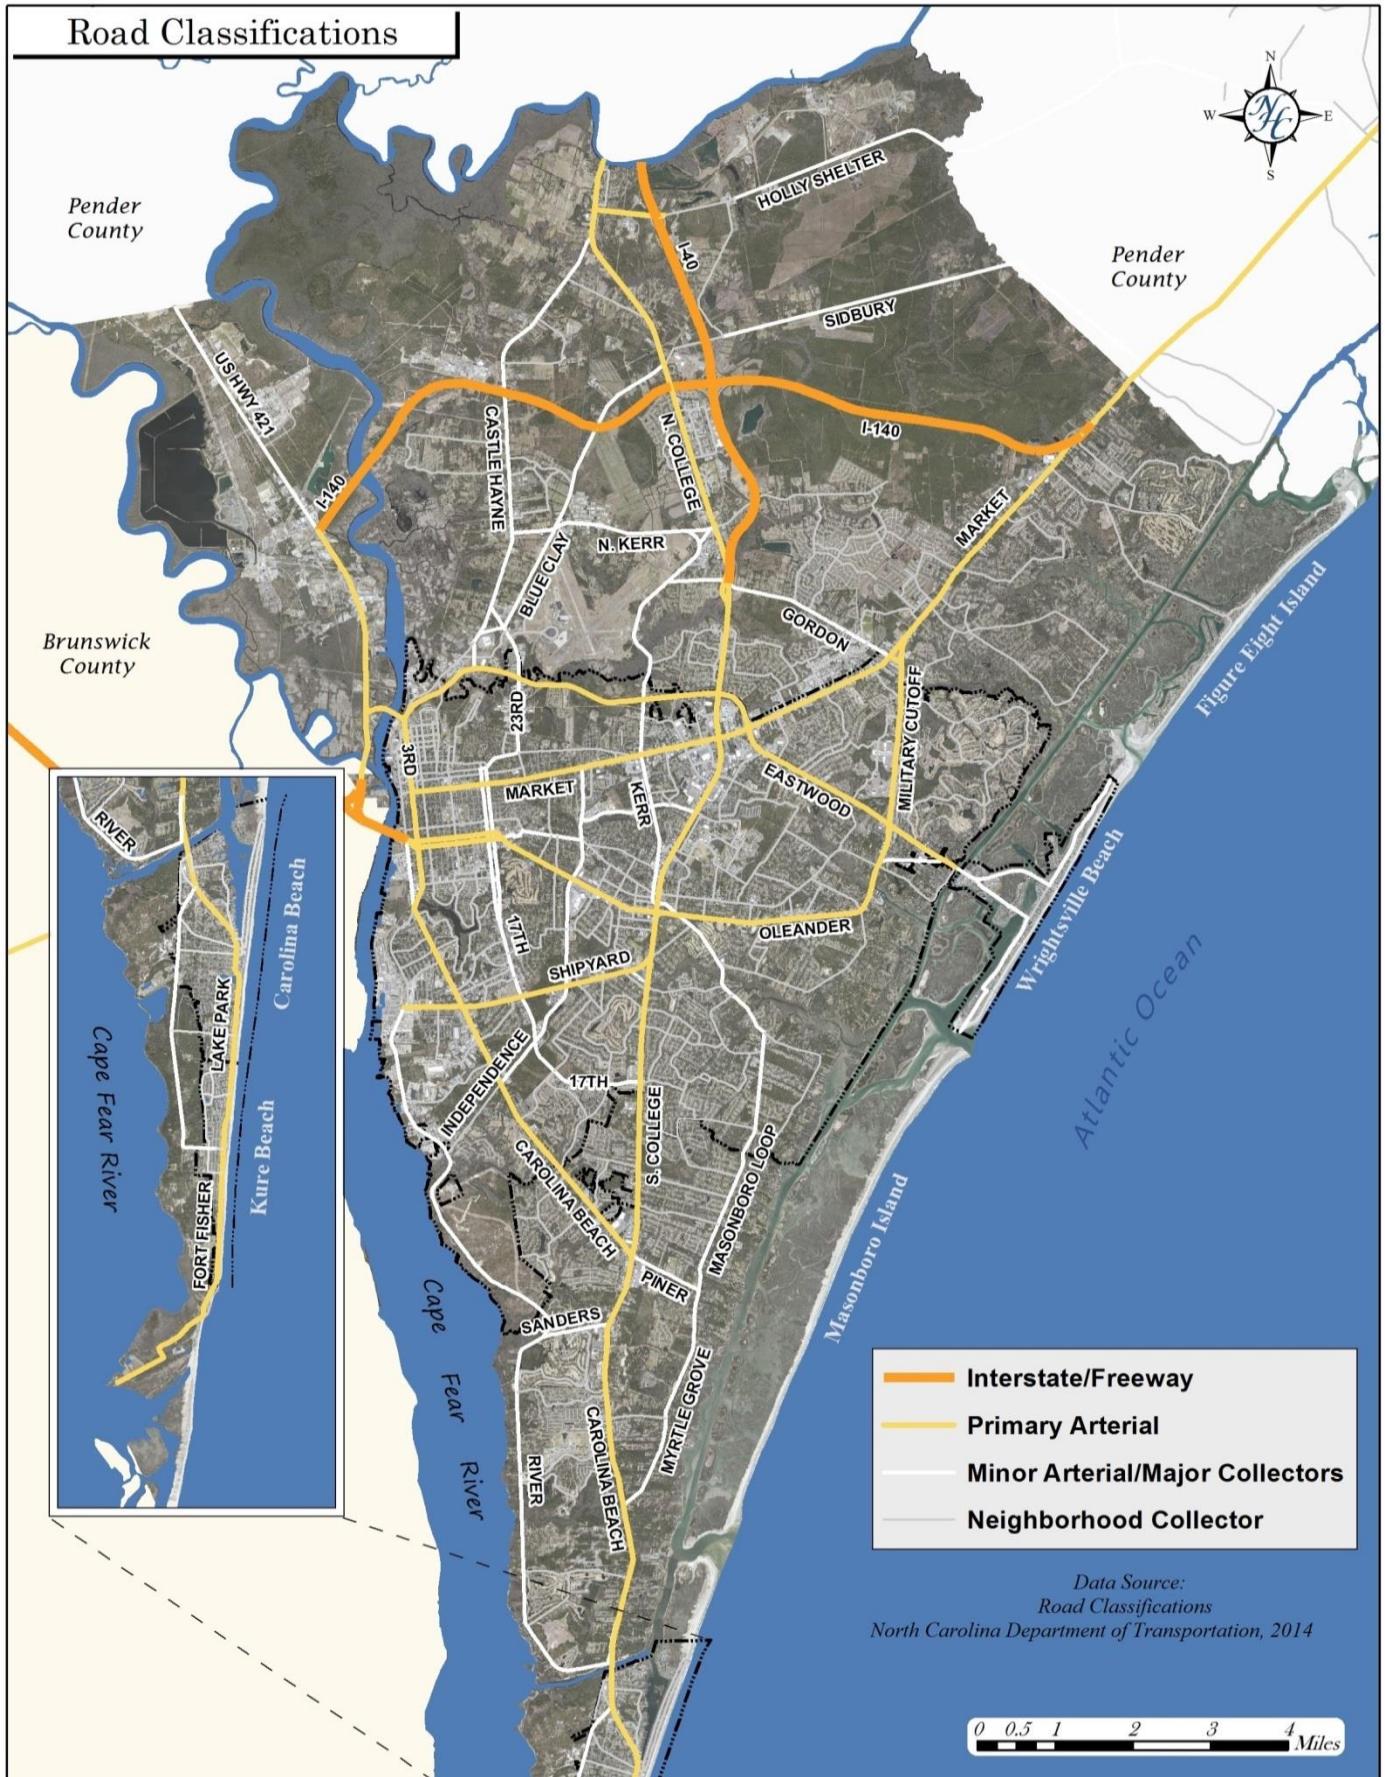 Road Classifications
N
W
NH
E
S
Pender
County
HOLLY SHELTER
I-40
Pender
County
SIDBURY
US HWY 421
CASTLE HAYNE
N. COLLEGE
I-140
I-140
MARKET
BLUE CLAY
N. KERR
GORDON
Brunswick
County
Figure Eight Island
23RD
MILITARY CUTOFF
3RD
MARKET
KERR
EASTWOOD
RIVER
Carolina Beach
Wrightsville Beach
17TH
OLEANDER
SHIPYARD
Atlantic Ocean
LAKE PARK
Cape Fear River
INDEPENDENCE
17TH
S. COLLEGE
CAROLINA BEACH
MASONBORO LOOP
Kure Beach
FORT FISHER
Masonboro Island
PINER
SANDERS
Cape
Fear
River
MYRTLE GROVE
CAROLINA BEACH
RIVER
Interstate/Freeway
Primary Arterial
Minor Arterial/Major Collectors
Neighborhood Collector
Data Source:
Road Classifications
North Carolina Department of Transportation, 2014
0 0.5 1 2 3 4
Miles